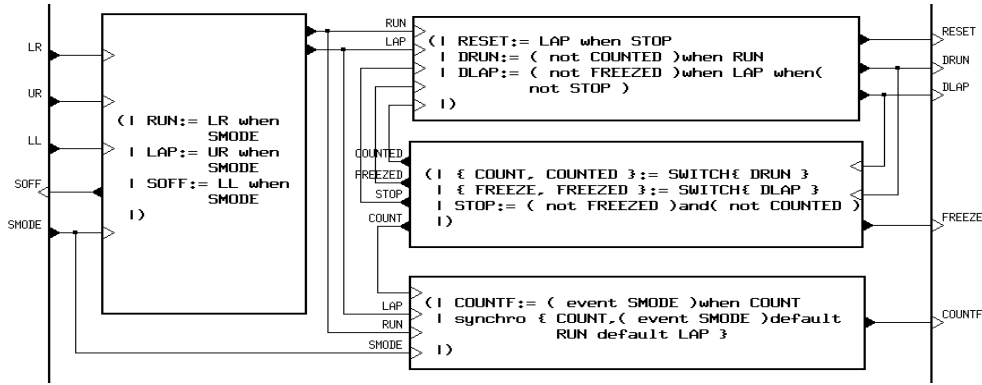 LR
UR
LL
SOFF
SMODE
(| RUN:= LR when
SMODE
| LAP:= UR when
SMODE
| SOFF:= LL when
SMODE
|)
RUN
LAP
(| RESET:= LAP when STOP
| DRUN:= ( not COUNTED )when RUN
| DLAP:= ( not FREEZED )when LAP when(
not STOP )
|)
RESET
DRUN
DLAP
COUNTED
FREEZED
STOP
COUNT
(| { COUNT, COUNTED }:= SWITCH{ DRUN }
| { FREEZE, FREEZED }:= SWITCH{ DLAP }
| STOP:= ( not FREEZED )and( not COUNTED )
|)
FREEZE
LAP
RUN
SMODE
(| COUNTF:= ( event SMODE )when COUNT
| synchro { COUNT,( event SMODE )default
RUN default LAP }
|)
COUNTF